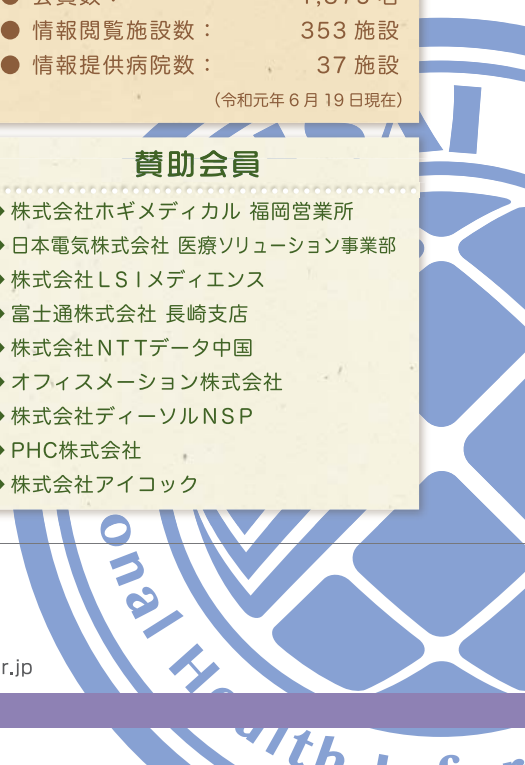 ● 情報閲覧施設数： 353 施設
● 情報提供病院数： 37 施設
（令和元年 6 月 19 日現在）
賛助会員
株式会社ホギメディカル 福岡営業所
日本電気株式会社 医療ソリューション事業部
株式会社ＬＳＩメディエンス
富士通株式会社 長崎支店
株式会社ＮＴＴデータ中国
オフィスメーション株式会社
株式会社ディーソルＮＳＰ
PHC株式会社
株式会社アイコック
r.jp
onal